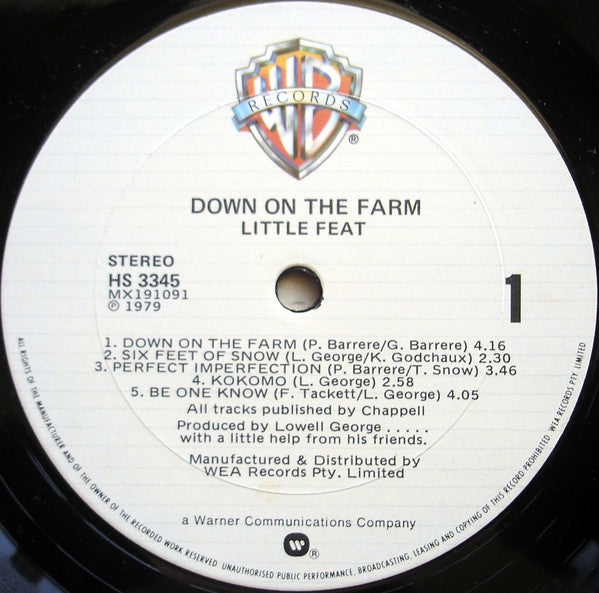 WB
RECORDS
®
DOWN ON THE FARM
LITTLE FEAT
STEREO
HS 3345
MX191091
℗ 1979
1
1. DOWN ON THE FARM (P. Barrere/G. Barrere) 4.16
2. SIX FEET OF SNOW (L. George/K. Godchaux) 2.30
3. PERFECT IMPERFECTION (P. Barrere/T. Snow) 3.46
4. KOKOMO (L. George) 2.58
5. BE ONE KNOW (F. Tackett/L. George) 4.05
All tracks published by Chappell
Produced by Lowell George . . . . .
with a little help from his friends.
Manufactured & Distributed by
WEA Records Pty. Limited
a Warner Communications Company
W ®
ALL RIGHTS OF THE MANUFACTURER AND OF THE OWNER OF THE RECORDED WORK RESERVED. UNAUTHORISED PUBLIC PERFORMANCE, BROADCASTING, LEASING AND COPYING OF THIS RECORD PROHIBITED. WEA RECORDS PTY. LIMITED